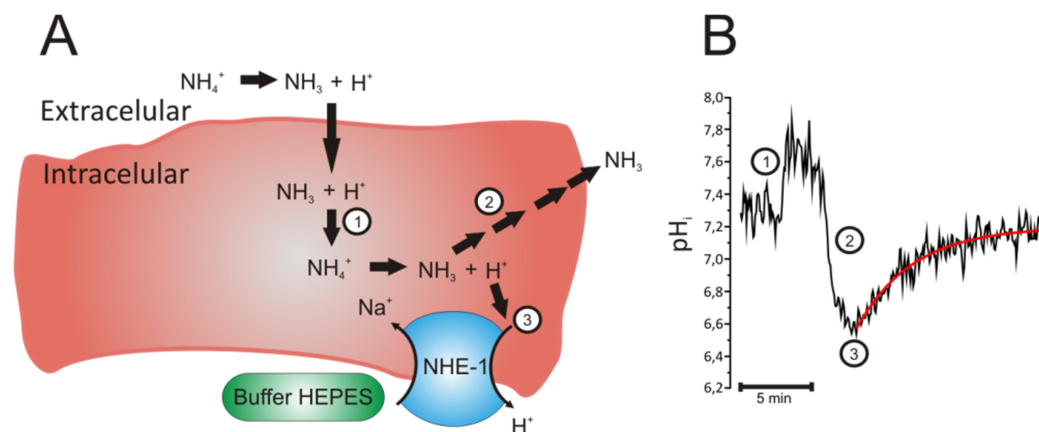 A
NH₄⁺ NH₃ + H⁺
Extracelular
Intracelular
NH₃
NH₃ + H⁺
1
2
NH₄⁺ NH₃ + H⁺
Na⁺
3
NHE-1
Buffer HEPES
H⁺
B
8,0
7,8
7,6
7,4
7,2
7,0
6,8
6,6
6,4
6,2
pHᵢ
1
2
3
5 min